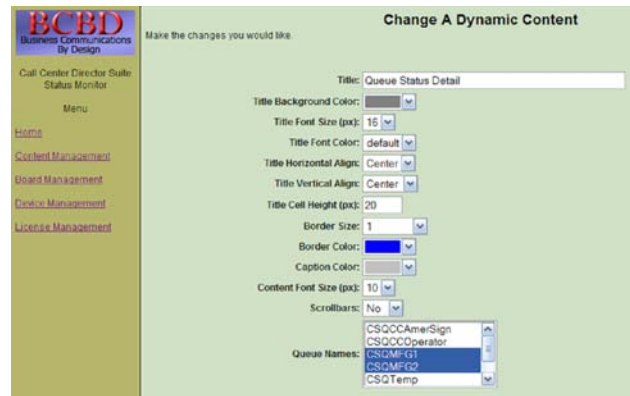 BCBD
Business Communications
By Design
Call Center Director Suite
Status Monitor
Menu
Home
Content Management
Board Management
Device Management
License Management
Change A Dynamic Content
Make the changes you would like.
Title: Queue Status Detail
Title Background Color:
Title Font Size (px): 16
Title Font Color: default
Title Horizontal Align: Center
Title Vertical Align: Center
Title Cell Height (px): 20
Border Size: 1
Border Color:
Caption Color:
Content Font Size (px): 10
Scrollbars: No
Queue Names:
CSQCCAmerSign
CSQCCOperator
CSQMFG1
CSQMFG2
CSQTemp